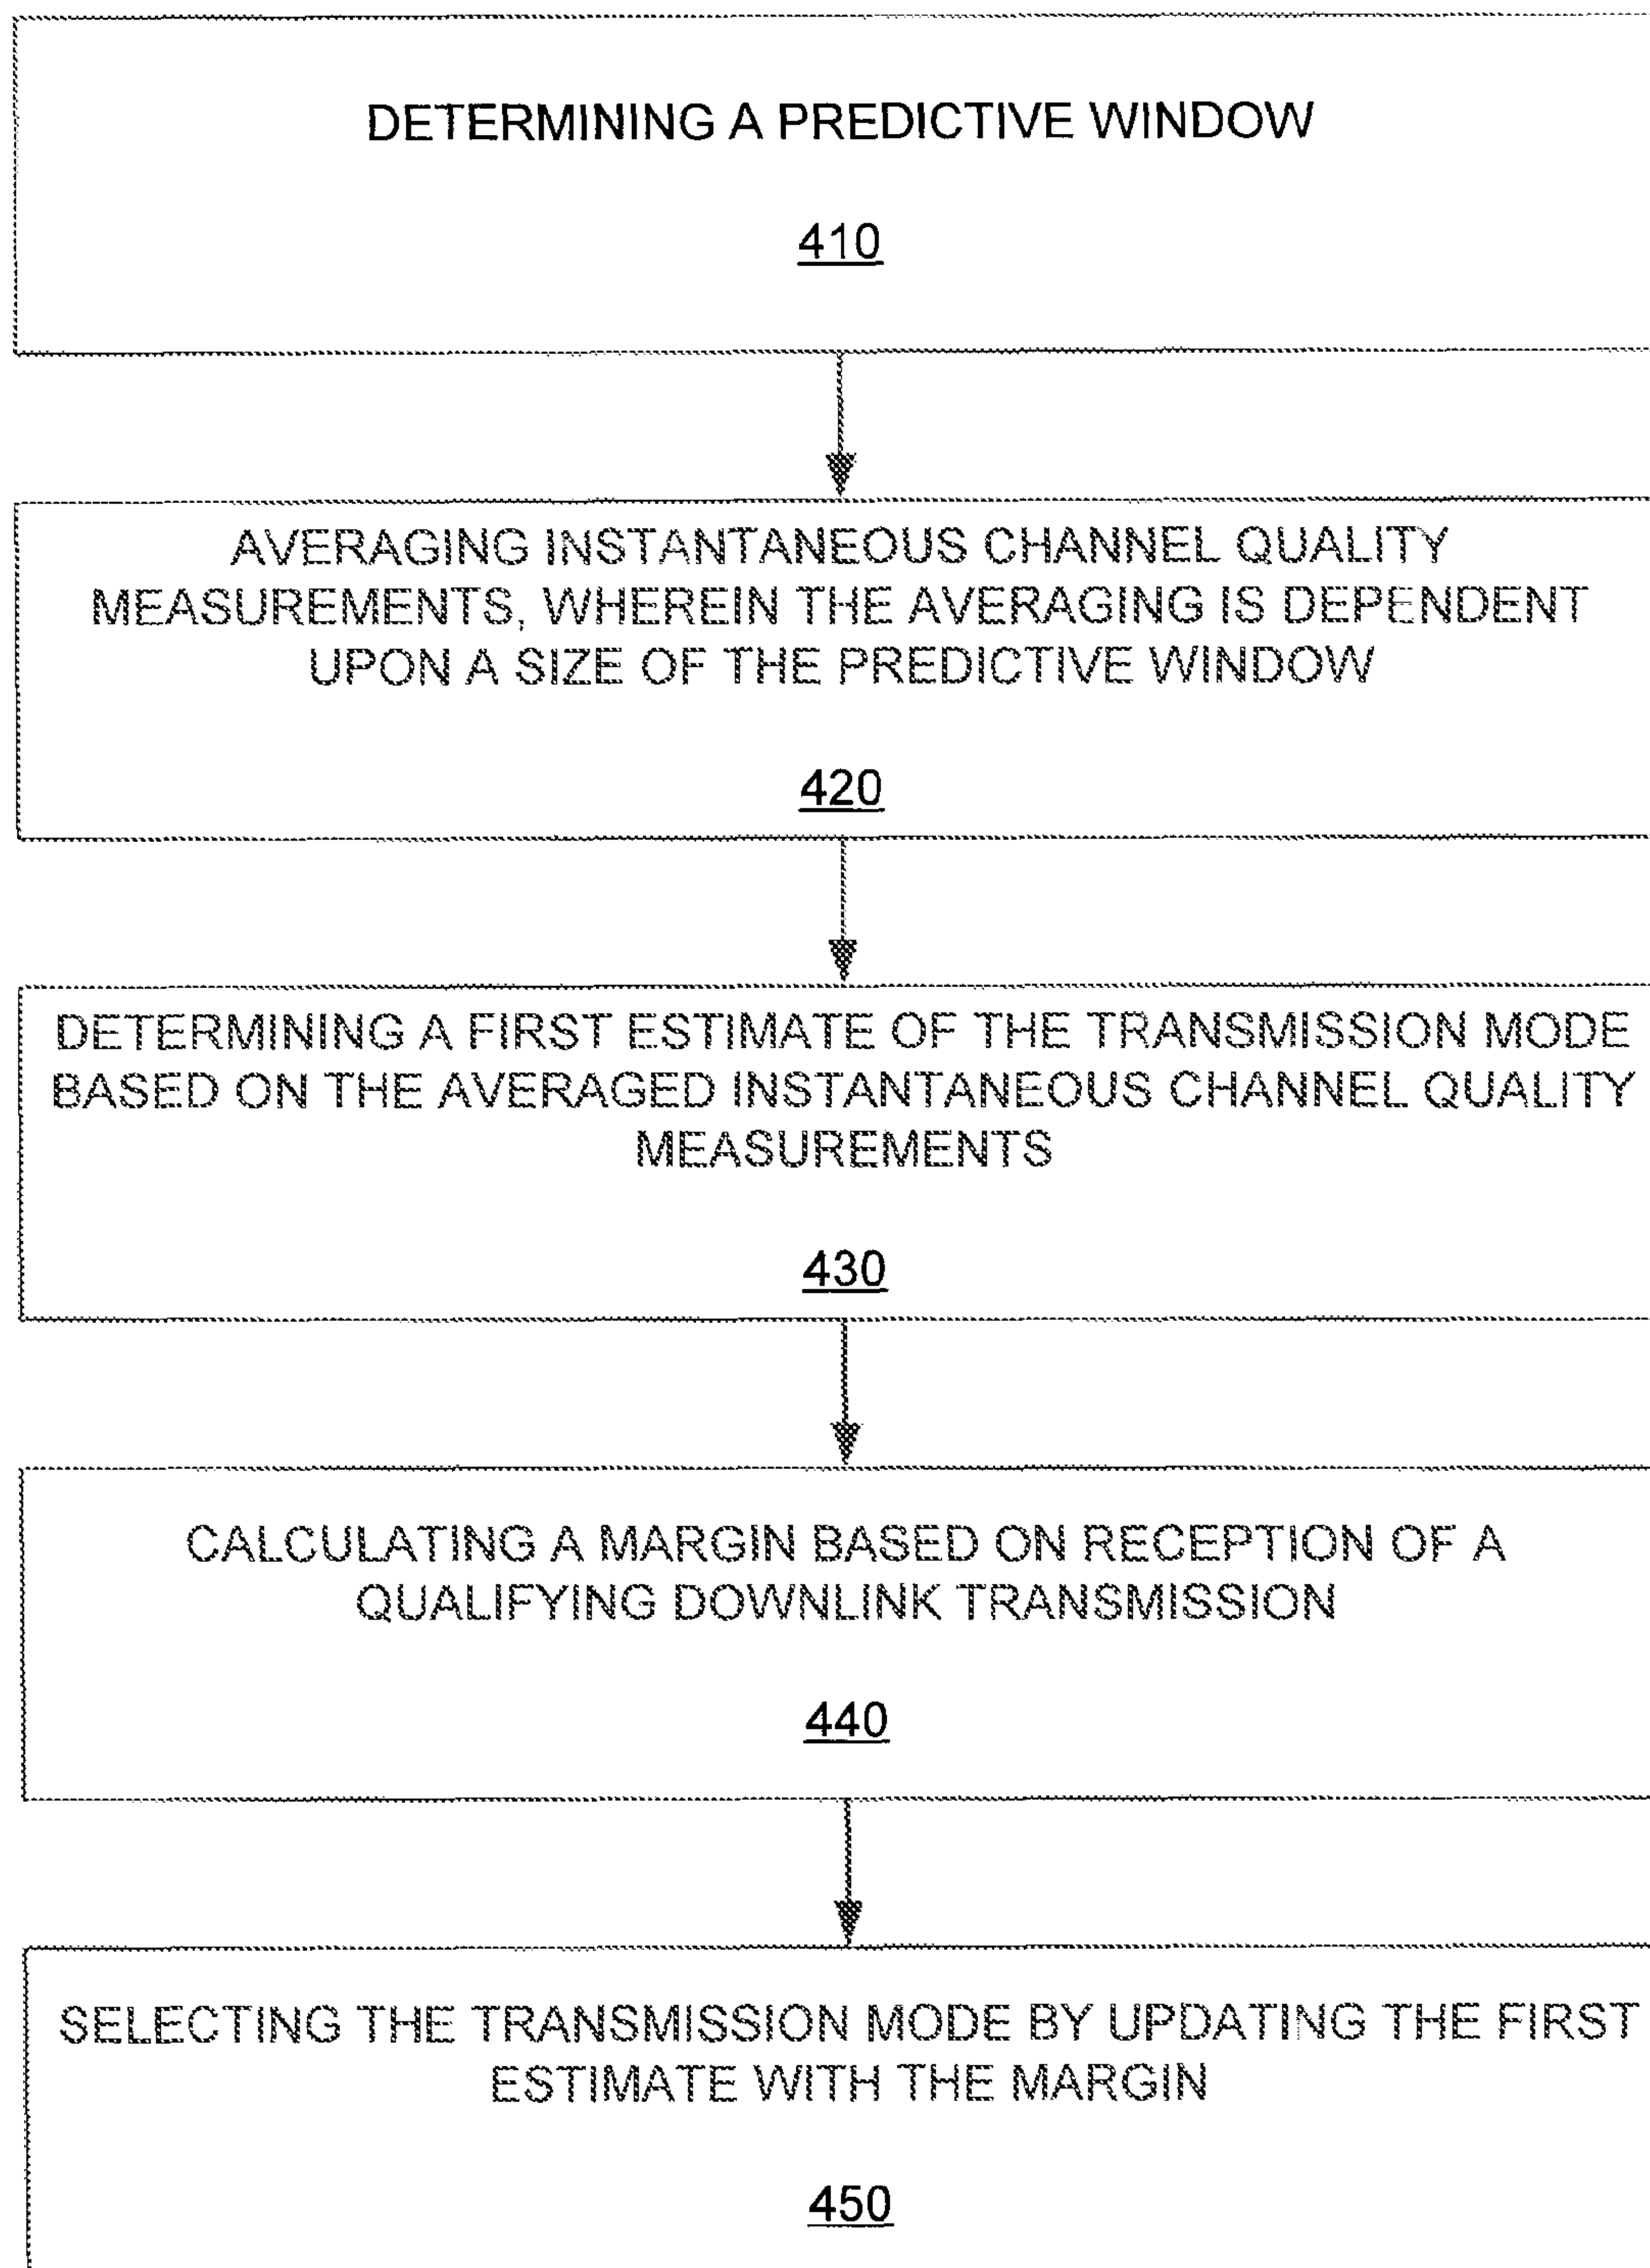 DETERMINING A PREDICTIVE WINDOW
410
AVERAGING INSTANTANEOUS CHANNEL QUALITY
MEASUREMENTS, WHEREIN THE AVERAGING IS DEPENDENT
UPON A SIZE OF THE PREDICTIVE WINDOW
420
DETERMINING A FIRST ESTIMATE OF THE TRANSMISSION MODE
BASED ON THE AVERAGED INSTANTANEOUS CHANNEL QUALITY
MEASUREMENTS
430
CALCULATING A MARGIN BASED ON RECEPTION OF A
QUALIFYING DOWNLINK TRANSMISSION
440
SELECTING THE TRANSMISSION MODE BY UPDATING THE FIRST
ESTIMATE WITH THE MARGIN
450